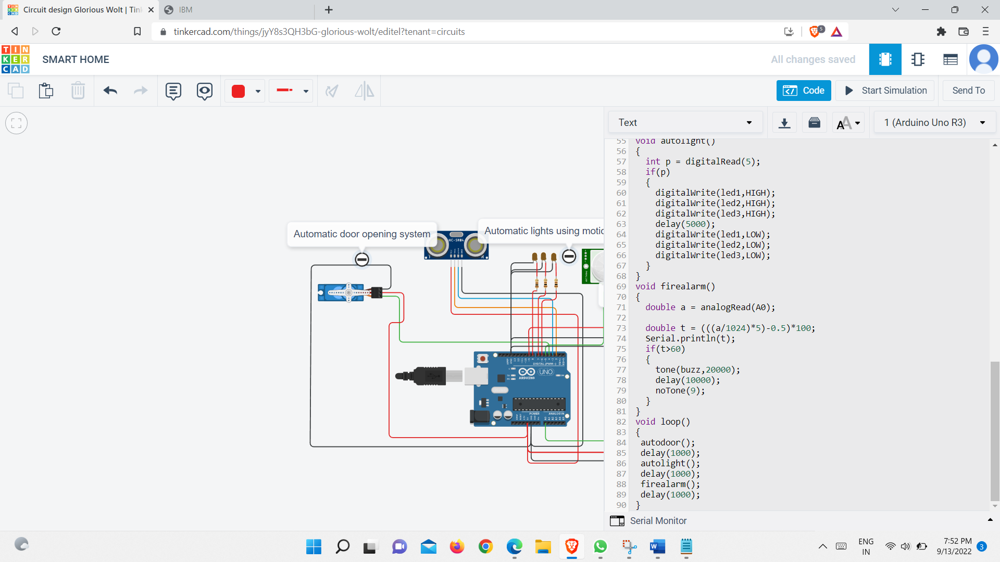 Circuit design Glorious Wolt | Tink
IBM
tinkercad.com/things/jyY8s3QH3bG-glorious-wolt/editel?tenant=circuits
5
TIN
KER
CAD
SMART HOME
All changes saved
Code
Start Simulation
Send To
Text
1 (Arduino Uno R3)
55 void autolight()
56 {
57 int p = digitalRead(5);
58 if(p)
59 {
60 digitalWrite(led1,HIGH);
61 digitalWrite(led2,HIGH);
62 digitalWrite(led3,HIGH);
63 delay(5000);
64 digitalWrite(led1,LOW);
65 digitalWrite(led2,LOW);
66 digitalWrite(led3,LOW);
67 }
68 }
69 void firealarm()
70 {
71 double a = analogRead(A0);
72
73 double t = (((a/1024)*5)-0.5)*100;
74 Serial.println(t);
75 if(t>60)
76 {
77 tone(buzz,20000);
78 delay(10000);
79 noTone(9);
80 }
81 }
82 void loop()
83 {
84 autodoor();
85 delay(1000);
86 autolight();
87 delay(1000);
88 firealarm();
89 delay(1000);
90 }
Automatic door opening system
Automatic lights using motio
HC-SR04
DIGITAL (PWM~)
UNO
ARDUINO
POWER
ANALOG IN
Serial Monitor
ENG
IN
7:52 PM
9/13/2022
3